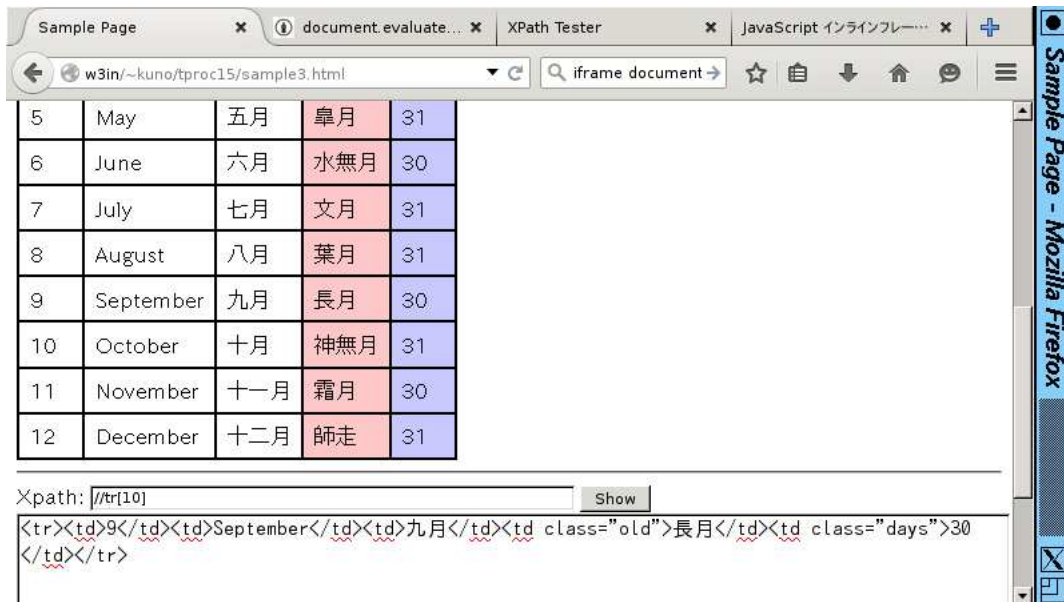 Sample Page
document.evaluate...
XPath Tester
JavaScript インラインフレー…
w3in/~kuno/tproc15/sample3.html
iframe document
5 May 五月 皐月 31
6 June 六月 水無月 30
7 July 七月 文月 31
8 August 八月 葉月 31
9 September 九月 長月 30
10 October 十月 神無月 31
11 November 十一月 霜月 30
12 December 十二月 師走 31
Xpath: //tr[10] Show
<tr><td>9</td><td>September</td><td>九月</td><td class="old">長月</td><td class="days">30
</td></tr>
Sample Page - Mozilla Firefox